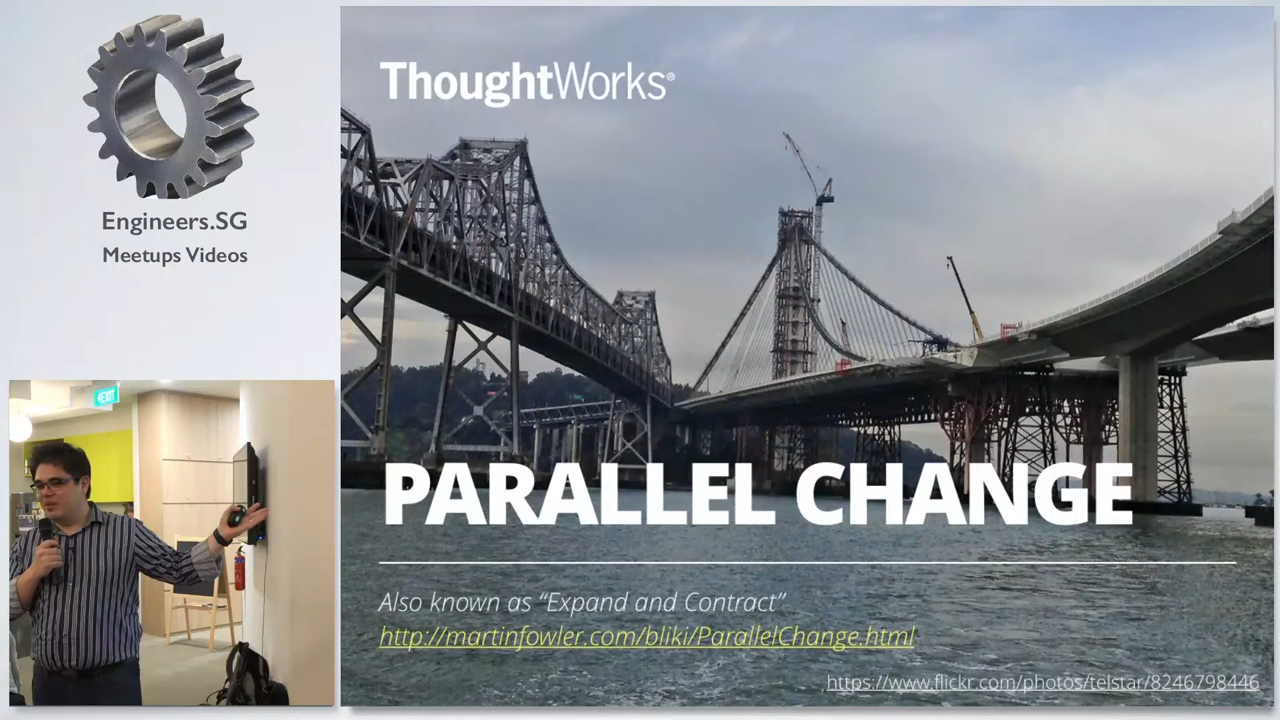 Engineers.SG
Meetups Videos
EXIT
ThoughtWorks®
PARALLEL CHANGE
Also known as “Expand and Contract”
http://martinfowler.com/bliki/ParallelChange.html
https://www.flickr.com/photos/telstar/8246798446